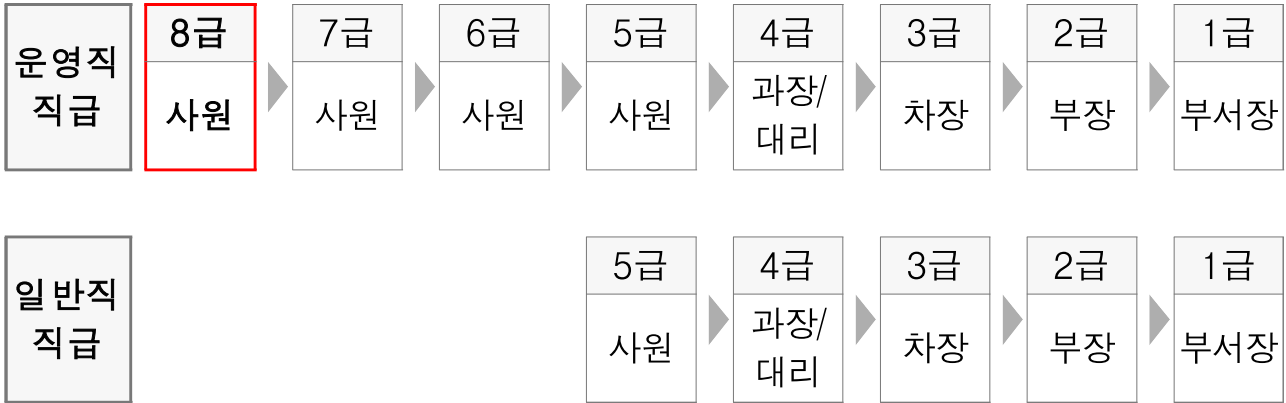 운영직
직급
8급
사원
7급
사원
6급
사원
5급
사원
4급
과장/
대리
3급
차장
2급
부장
1급
부서장
일반직
직급
5급
사원
4급
과장/
대리
3급
차장
2급
부장
1급
부서장